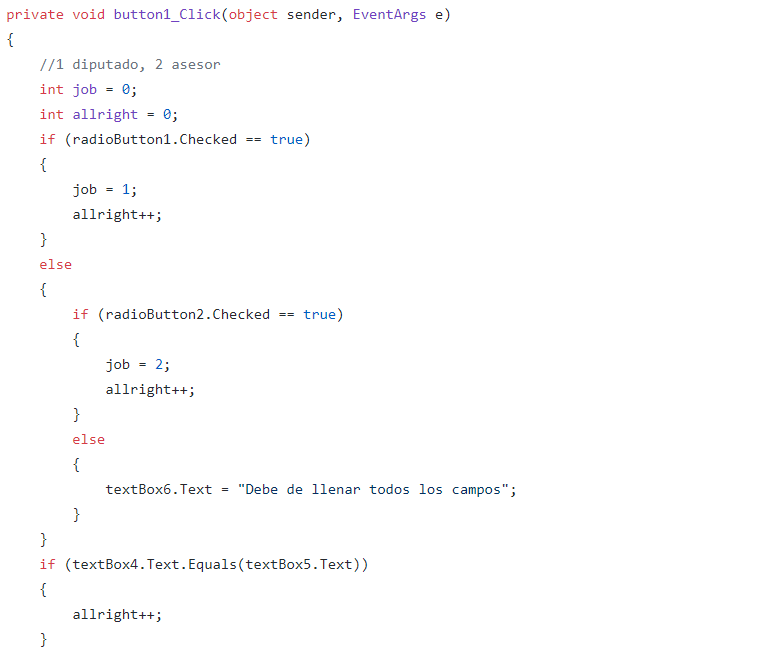 private void button1_Click(object sender, EventArgs e)
{
    //1 diputado, 2 asesor
    int job = 0;
    int allright = 0;
    if (radioButton1.Checked == true)
    {
        job = 1;
        allright++;
    }
    else
    {
        if (radioButton2.Checked == true)
        {
            job = 2;
            allright++;
        }
        else
        {
            textBox6.Text = "Debe de llenar todos los campos";
        }
    }
    if (textBox4.Text.Equals(textBox5.Text))
    {
        allright++;
    }